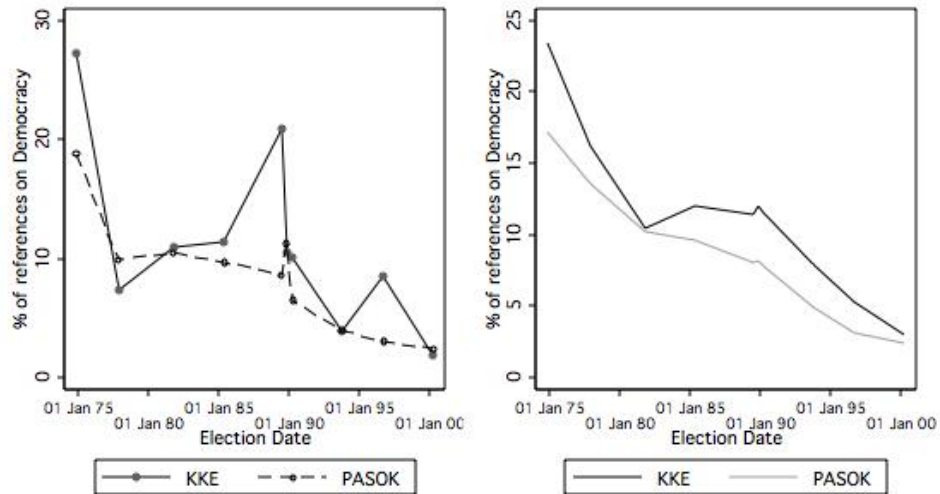 % of references on Democracy
30
20
10
0
01 Jan 75
01 Jan 80
01 Jan 85
01 Jan 90
01 Jan 95
01 Jan 00
Election Date
KKE
PASOK
% of references on Democracy
25
20
15
10
5
0
01 Jan 75
01 Jan 80
01 Jan 85
01 Jan 90
01 Jan 95
01 Jan 00
Election Date
KKE
PASOK